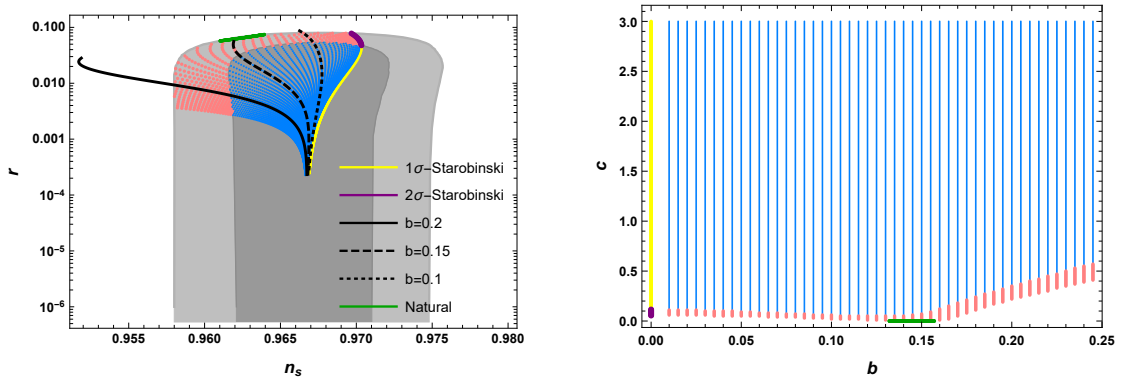 0.100
0.010
0.001
10⁻⁴
10⁻⁵
10⁻⁶
r
0.955 0.960 0.965 0.970 0.975 0.980
n_s
1σ-Starobinski
2σ-Starobinski
b=0.2
b=0.15
b=0.1
Natural
3.0
2.5
2.0
1.5
1.0
0.5
0.0
c
0.00 0.05 0.10 0.15 0.20 0.25
b